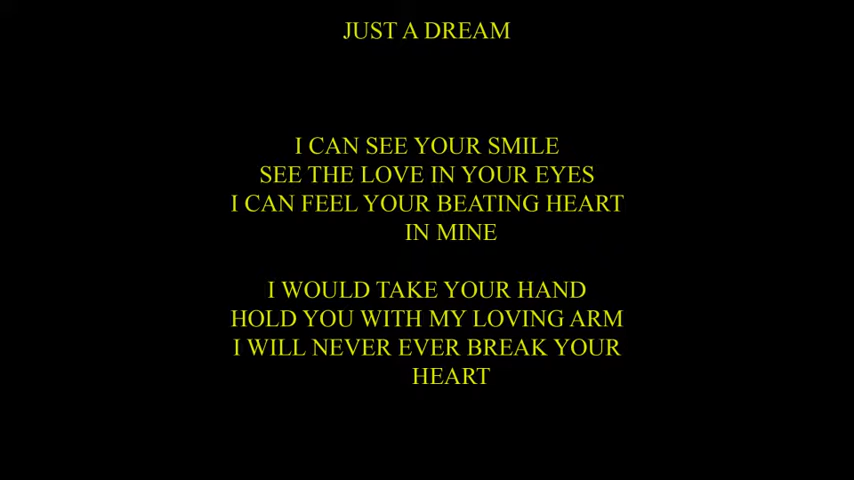 JUST A DREAM
I CAN SEE YOUR SMILE
SEE THE LOVE IN YOUR EYES
I CAN FEEL YOUR BEATING HEART
IN MINE
I WOULD TAKE YOUR HAND
HOLD YOU WITH MY LOVING ARM
I WILL NEVER EVER BREAK YOUR
HEART